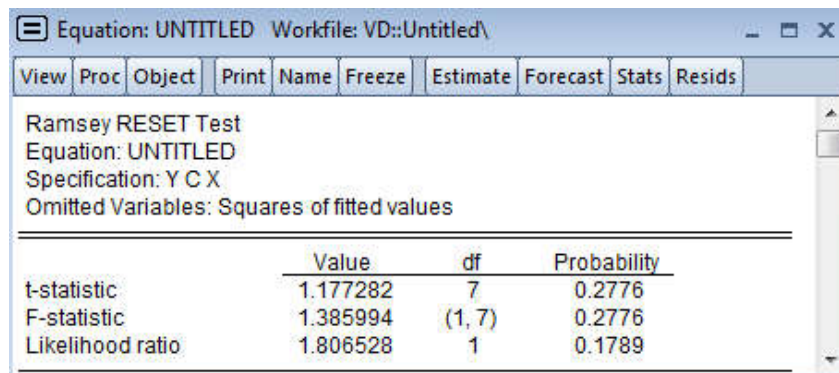 Equation: UNTITLED Workfile: VD::Untitled\
View Proc Object Print Name Freeze Estimate Forecast Stats Resids
Ramsey RESET Test
Equation: UNTITLED
Specification: Y C X
Omitted Variables: Squares of fitted values
Value df Probability
t-statistic 1.177282 7 0.2776
F-statistic 1.385994 (1, 7) 0.2776
Likelihood ratio 1.806528 1 0.1789